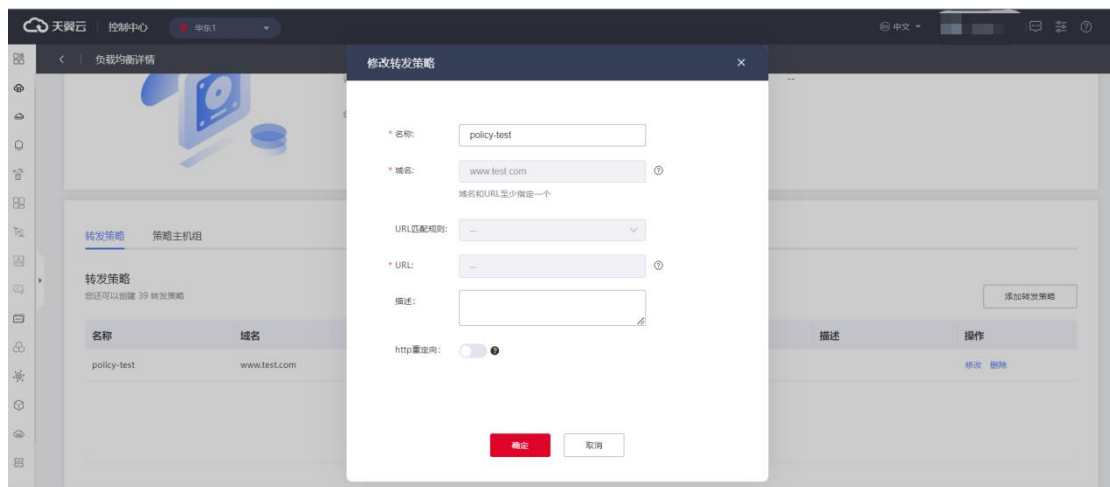 天翼云 控制中心 华东1 中文
负载均衡详情
修改转发策略
* 名称: policy-test
* 域名: www.test.com
域名和URL至少指定一个
URL匹配规则: --
* URL: --
描述:
http重定向:
确定 取消
--
转发策略 策略主机组
转发策略
您还可以创建 39 转发策略
添加转发策略
名称 域名 描述 操作
policy-test www.test.com 修改 删除